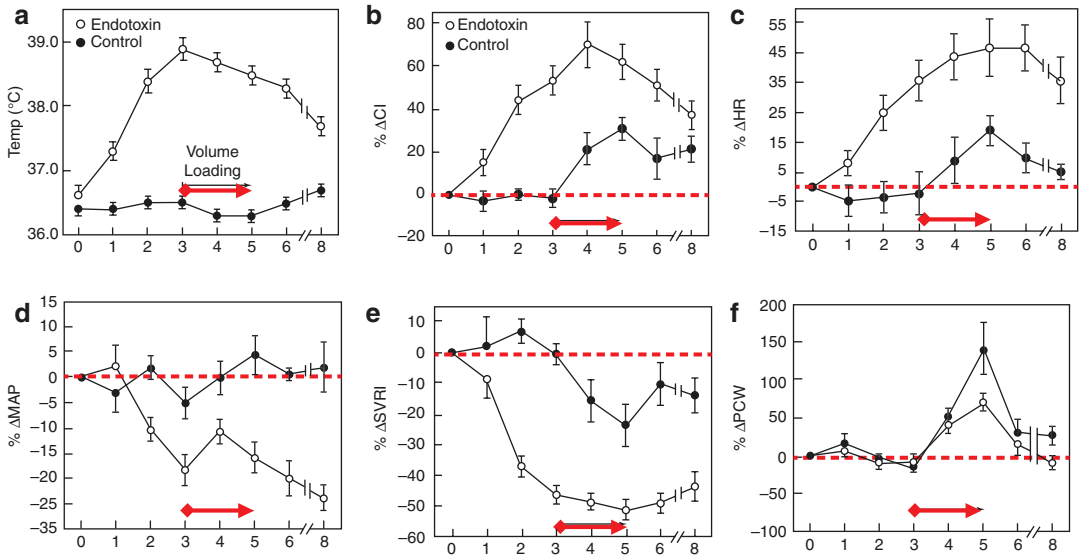 a
Endotoxin
Control
Temp (°C)
39.0
38.0
37.0
36.0
Volume
Loading
0 1 2 3 4 5 6 8
b
Endotoxin
Control
% ΔCI
80
60
40
20
0
–20
0 1 2 3 4 5 6 8
c
% ΔHR
55
45
35
25
15
5
–5
–15
0 1 2 3 4 5 6 8
d
% ΔMAP
15
10
5
0
–5
–10
–15
–20
–25
–35
0 1 2 3 4 5 6 8
e
% ΔSVRI
20
10
0
–10
–20
–30
–40
–50
–60
0 1 2 3 4 5 6 8
f
% ΔPCW
200
150
100
50
0
–50
–100
0 1 2 3 4 5 6 8